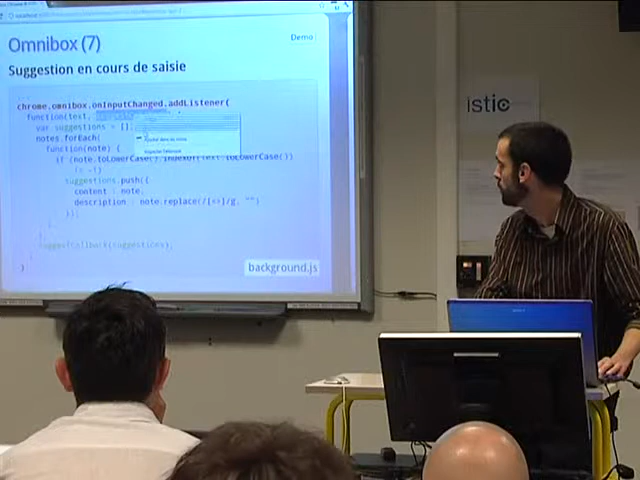 Omnibox (7)
Demo
Suggestion en cours de saisie
chrome.omnibox.onInputChanged.addListener(
function(text,
var suggestions = [];
notes.forEach(
function(note) {
if (note.toLowerCase().indexOf(text.toLowerCase())
suggestions.push({
content : note,
description : note.replace(/[<>]/g, "")
});
suggestCallback(suggestions);
}
background.js
istic